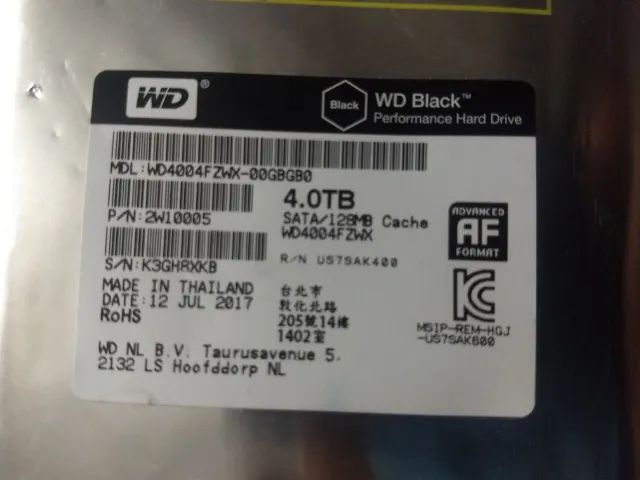 WD®
Black
WD Black™
Performance Hard Drive
MDL:WD4004FZWX-00GBGB0
P/N:2W10005
S/N:K3GH8XKB
MADE IN THAILAND
DATE:12 JUL 2017
RoHS
4.0TB
SATA/128MB Cache
WD4004FZWX
R/N US7SAK400
台北市
敦化北路
205號14樓
1402室
WD NL B.V. Taurusavenue 5.
2132 LS Hoofddorp NL
ADVANCED
AF
FORMAT
MSIP-REM-HGJ
-US7SAK800